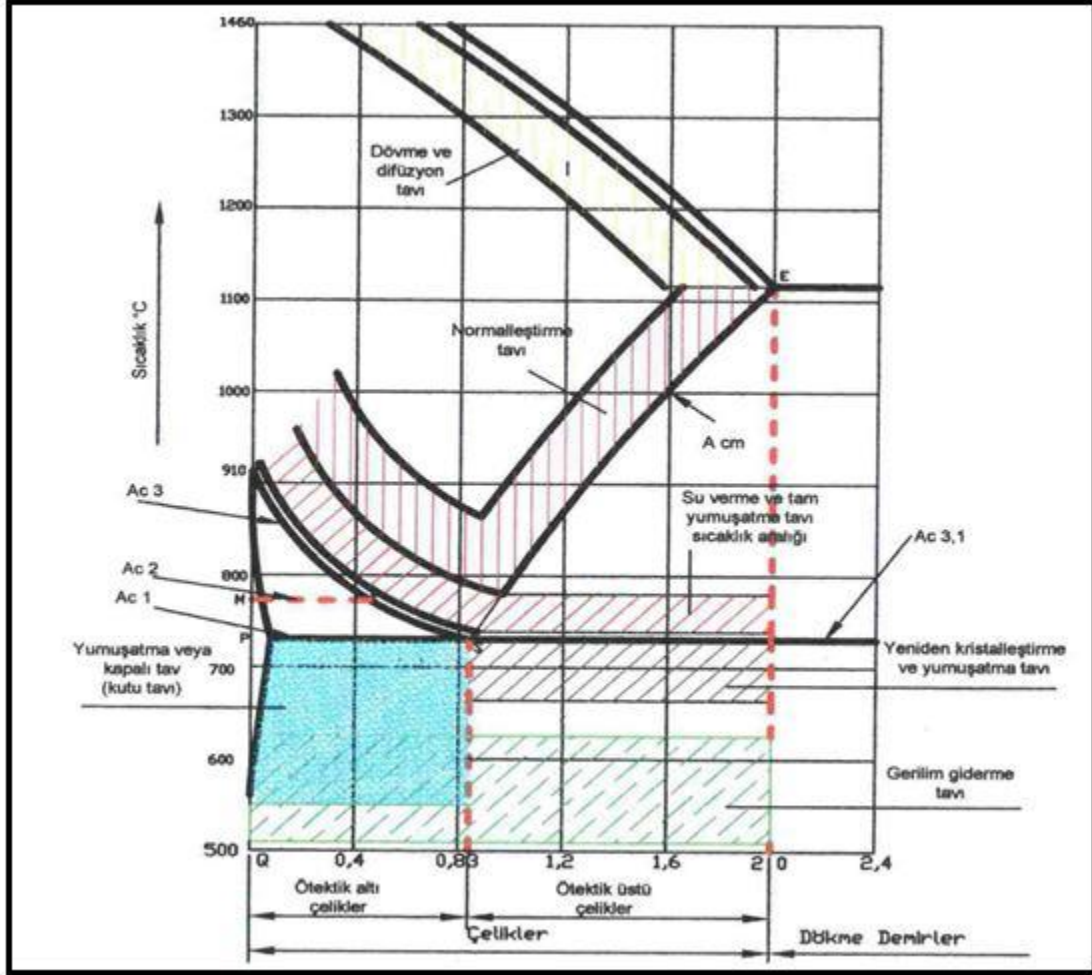 1460
1300
Dövme ve
difüzyon
tavı
I
1200
E
Sıcaklık °C
1100
Normalleştirme
tavı
1000
A cm
910
Ac 3
Su verme ve tam
yumuşatma tavı
sıcaklık aralığı
Ac 3,1
Ac 2
800
M
Ac 1
P
Yumuşatma veya
kapalı tav
(kutu tavı)
700
Yeniden kristalleştirme
ve yumuşatma tavı
600
Gerilim giderme
tavı
500
Q 0,4 0,83 1,2 1,6 2 0 2,4
Ötektik altı
çelikler
Ötektik üstü
çelikler
Çelikler
Dökme Demirler